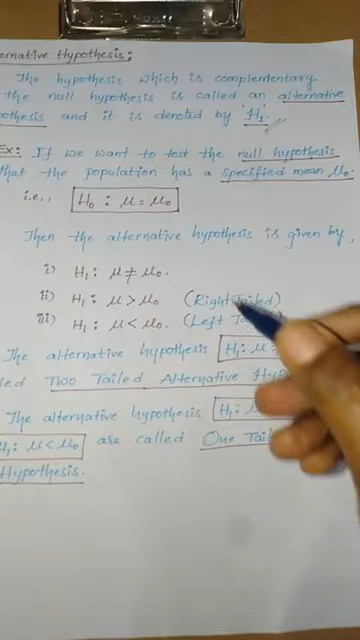 ernative Hypothesis:
The hypothesis which is complementary
the null hypothesis is called an alternative
pothesis and it is denoted by 'H₁'.
Ex: If we want to test the null hypothesis
that the population has a specified mean μ₀.
i.e., H₀ : μ = μ₀
Then the alternative hypothesis is given by,
i) H₁ : μ ≠ μ₀.
ii) H₁ : μ > μ₀ (Right Tailed)
iii) H₁ : μ < μ₀. (Left
The alternative hypothesis H₁:
led Two Tailed Alternative
The alternative hypothesis H₁:
H₁ : μ < μ₀ are called One
Hypothesis.